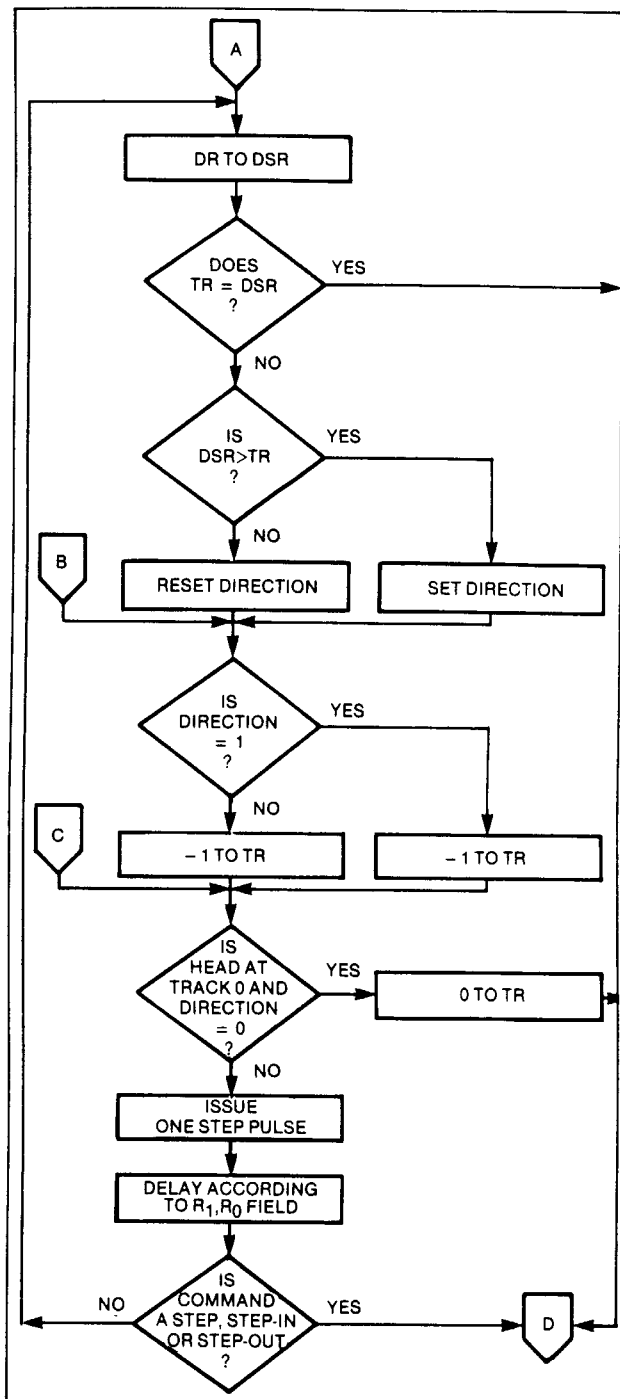 A
DR TO DSR
DOES
TR = DSR
?
YES
NO
IS
DSR>TR
?
YES
NO
B
RESET DIRECTION
SET DIRECTION
IS
DIRECTION
= 1
?
YES
NO
C
– 1 TO TR
– 1 TO TR
IS
HEAD AT
TRACK 0 AND
DIRECTION
= 0
?
YES
0 TO TR
NO
ISSUE
ONE STEP PULSE
DELAY ACCORDING
TO R1,R0 FIELD
IS
COMMAND
A STEP, STEP-IN
OR STEP-OUT
?
NO
YES
D